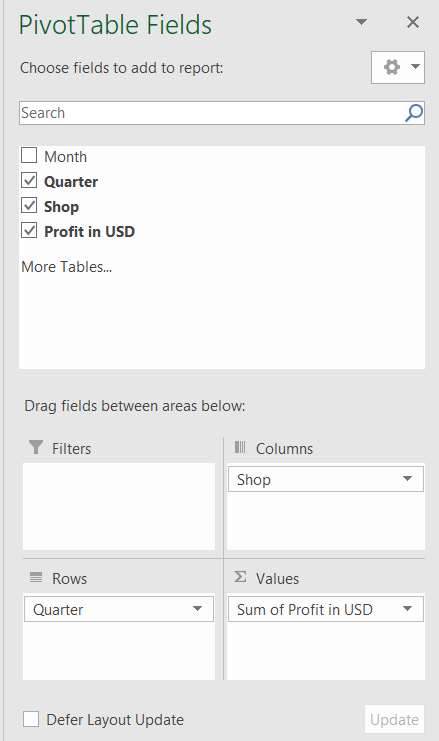 PivotTable Fields
Choose fields to add to report:
Search
Month
Quarter
Shop
Profit in USD
More Tables...
Drag fields between areas below:
Filters
Columns
Shop
Rows
Values
Quarter
Sum of Profit in USD
Defer Layout Update
Update